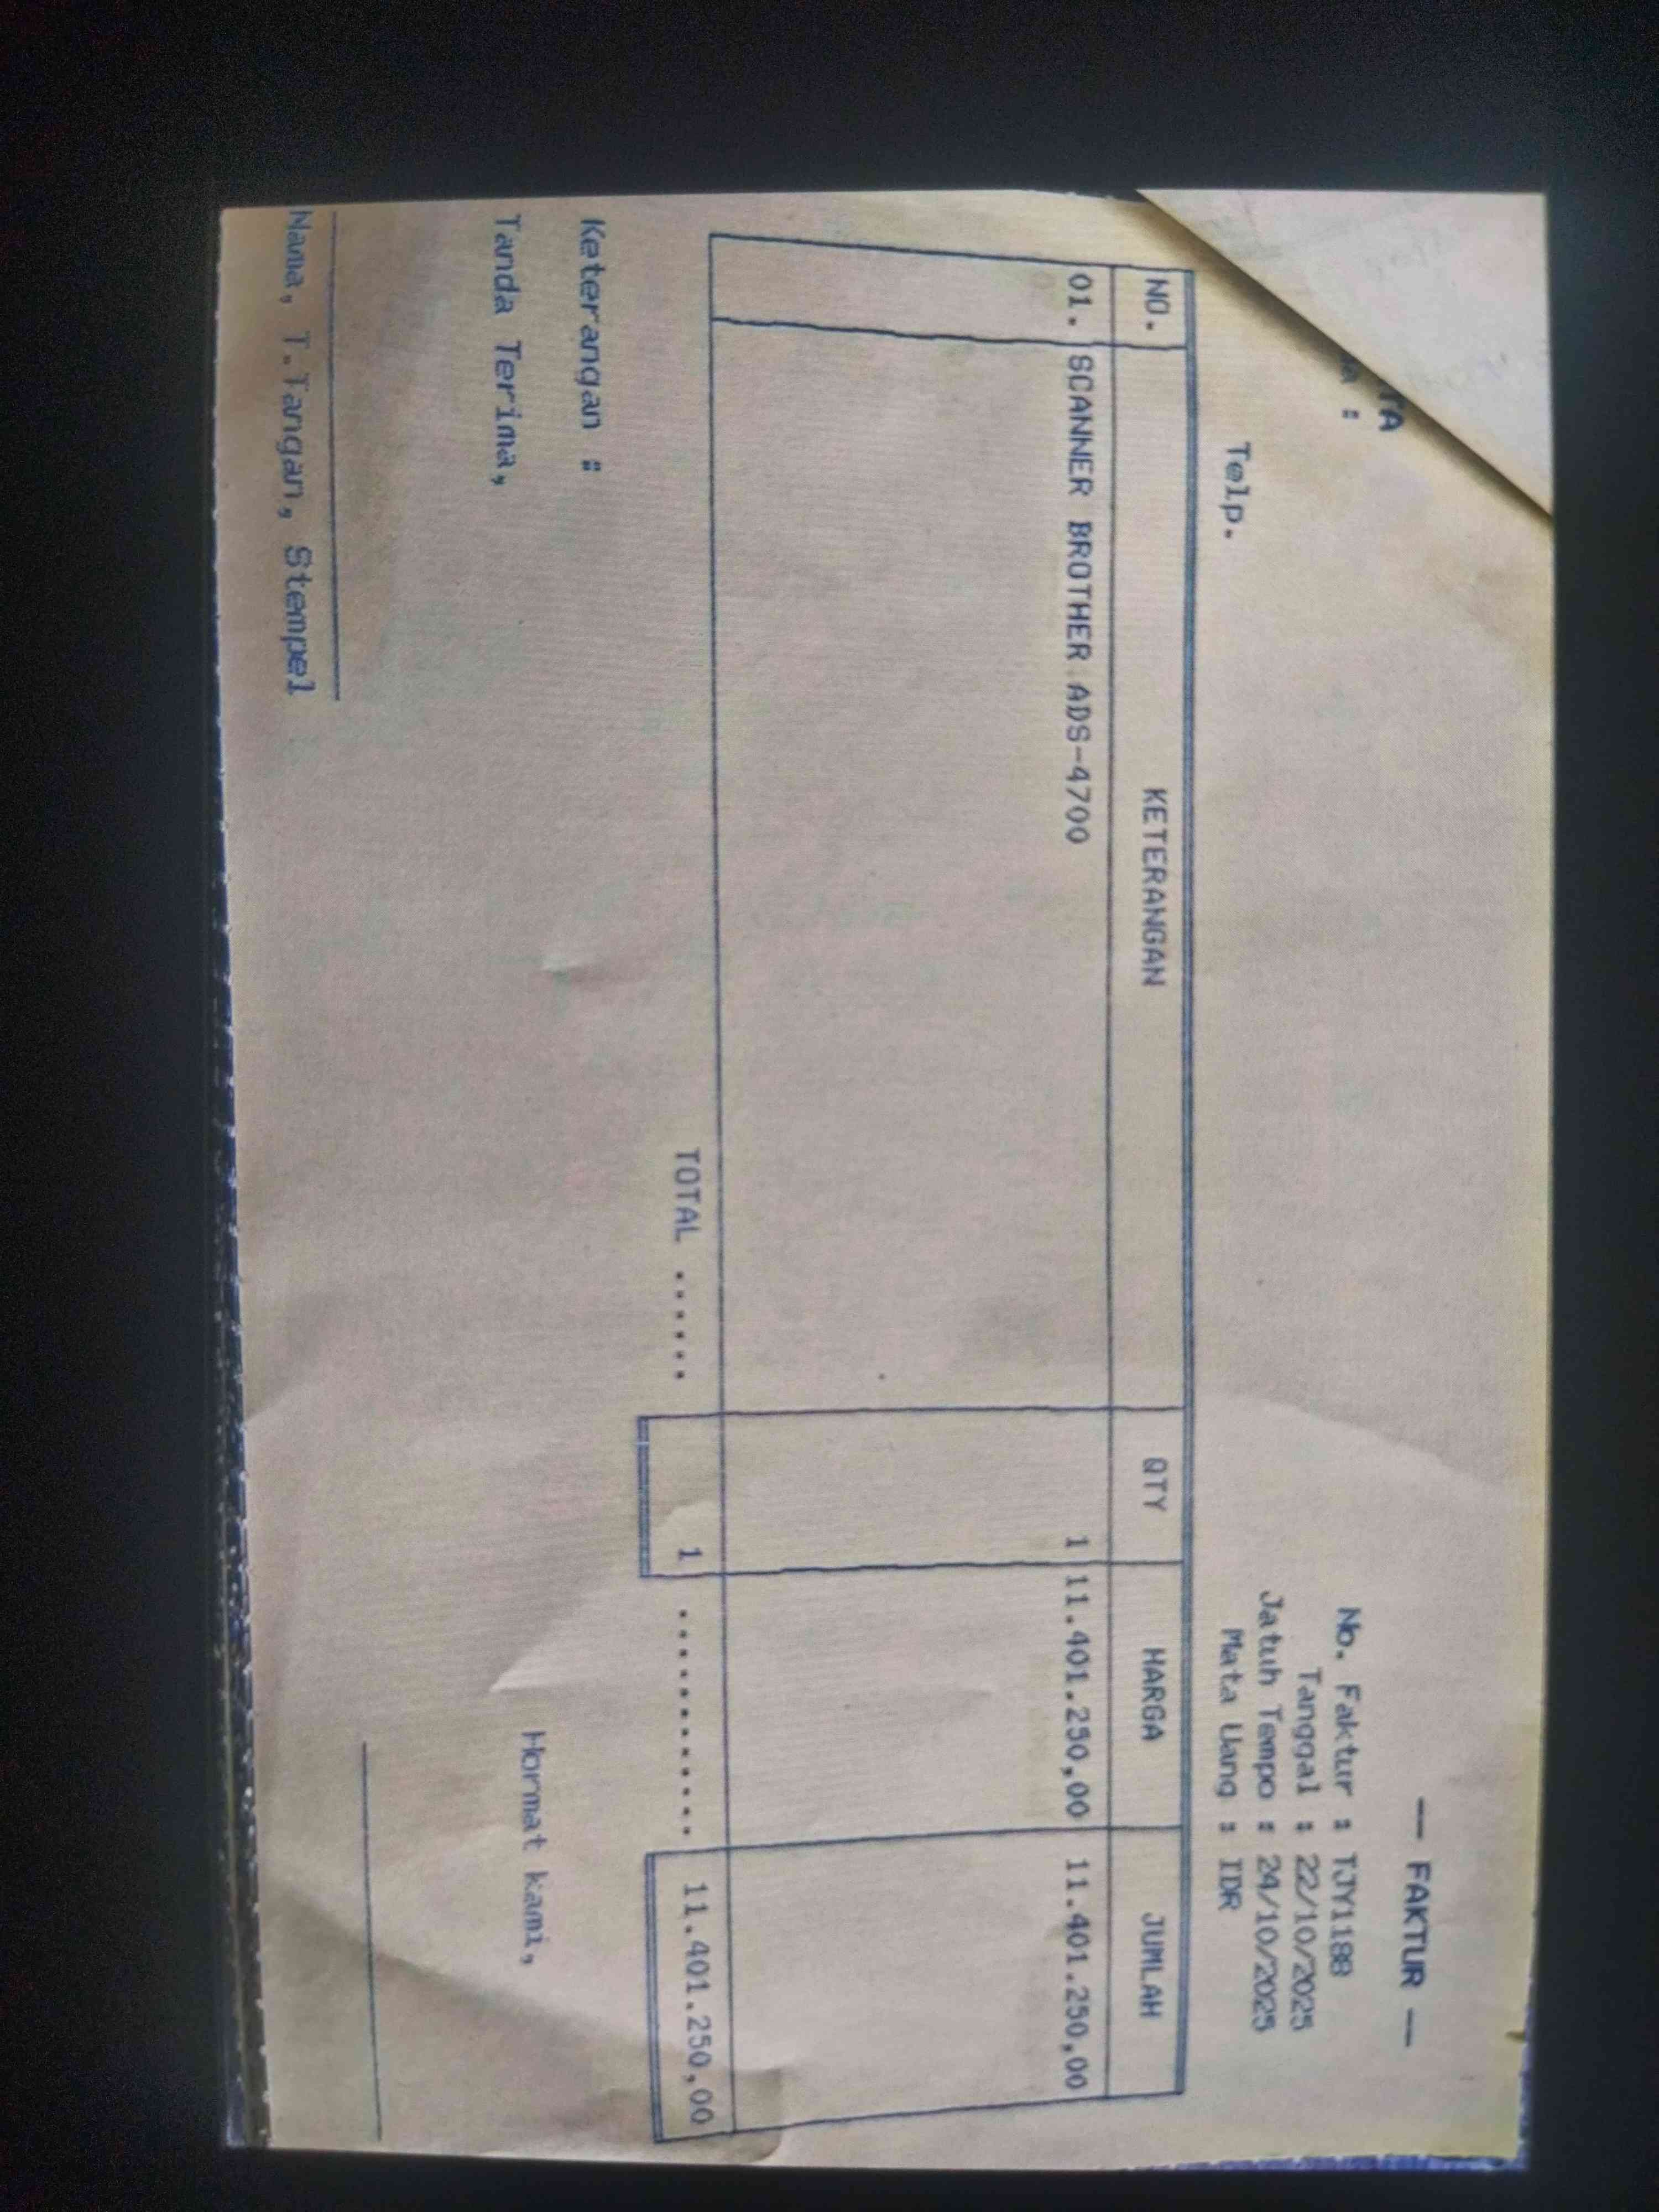 — FAKTUR —
TA
No. Faktur : TJY1188
Tanggal : 22/10/2025
Jatuh Tempo : 24/10/2025
Telp.
Mata Uang : IDR
NO. KETERANGAN QTY HARGA JUMLAH
01. SCANNER BROTHER ADS-4700 1 11.401.250,00 11.401.250,00
TOTAL ...... 1 ............ 11.401.250,00
Keterangan :
Tanda Terima, Hormat kami,
Nama, T.Tangan, Stempel